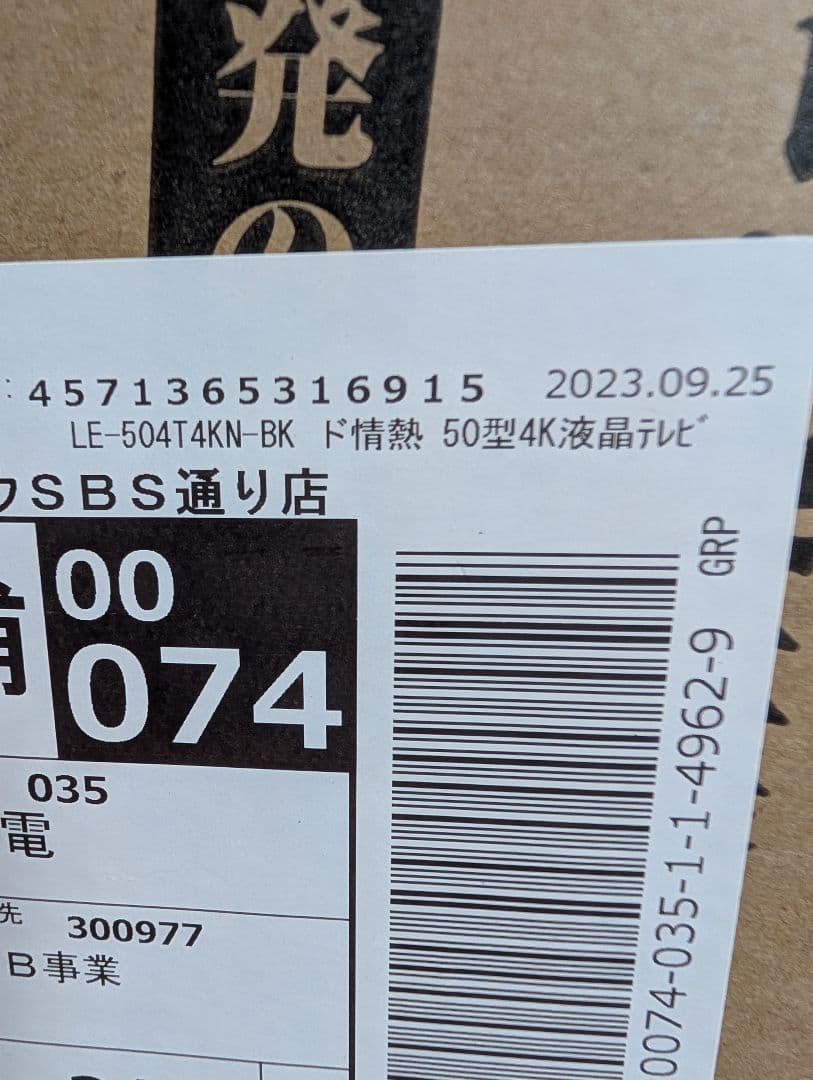 発の
: 4571365316915 2023.09.25
LE-504T4KN-BK ド情熱 50型4K液晶ﾃﾚﾋﾞ
SBS通り店
00
074
035
電
先 300977
B事業
0074-035-1-1-4962-9 GRP